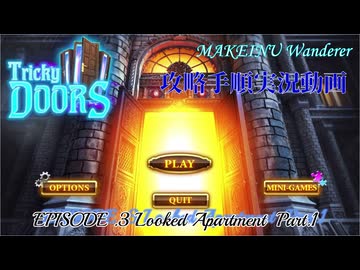 MAKEINU Wanderer
Tricky
DOORS
攻略手順実況動画
PLAY
OPTIONS
QUIT
MINI-GAMES
EPISODE .3 Looked Apartment Part.1